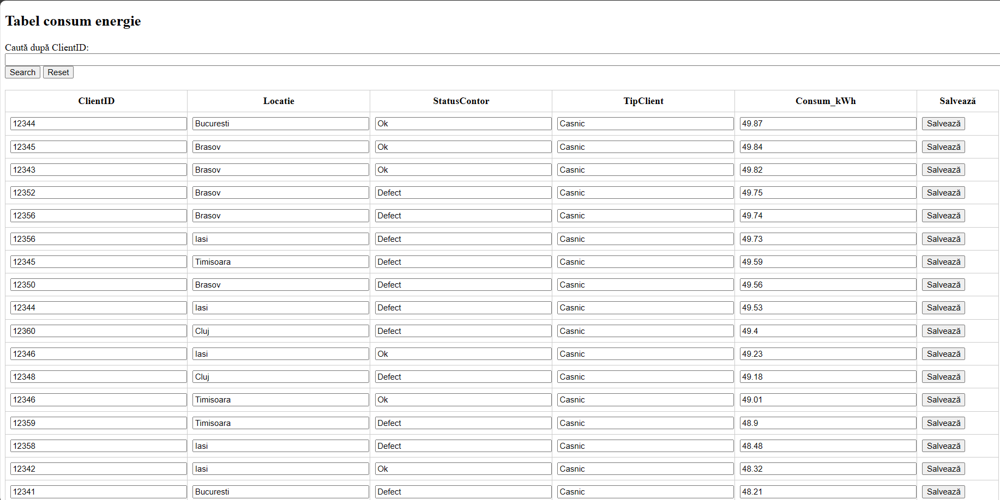 Tabel consum energie
Caută după ClientID:
Search Reset
ClientID Locatie StatusContor TipClient Consum_kWh Salvează
12344 Bucuresti Ok Casnic 49.87 Salvează
12345 Brasov Ok Casnic 49.84 Salvează
12343 Brasov Ok Casnic 49.82 Salvează
12352 Brasov Defect Casnic 49.75 Salvează
12356 Brasov Defect Casnic 49.74 Salvează
12356 Iasi Defect Casnic 49.73 Salvează
12345 Timisoara Defect Casnic 49.59 Salvează
12350 Brasov Defect Casnic 49.56 Salvează
12344 Iasi Defect Casnic 49.53 Salvează
12360 Cluj Defect Casnic 49.4 Salvează
12346 Iasi Ok Casnic 49.23 Salvează
12348 Cluj Defect Casnic 49.18 Salvează
12346 Timisoara Ok Casnic 49.01 Salvează
12359 Timisoara Defect Casnic 48.9 Salvează
12358 Iasi Defect Casnic 48.48 Salvează
12342 Iasi Ok Casnic 48.32 Salvează
12341 Bucuresti Defect Casnic 48.21 Salvează